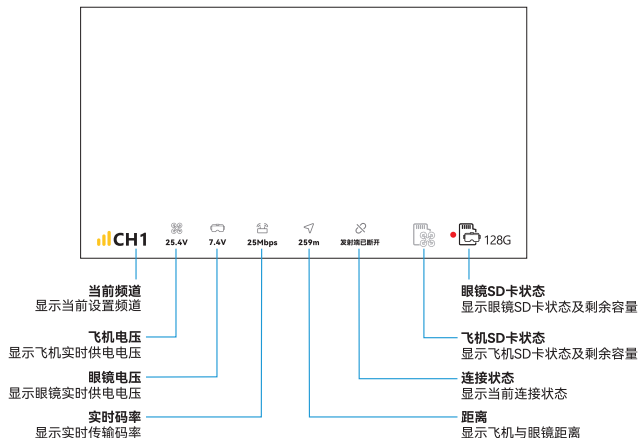 CH1
25.4V
7.4V
25Mbps
259m
发射端已断开
128G
当前频道
显示当前设置频道
飞机电压
显示飞机实时供电电压
眼镜电压
显示眼镜实时供电电压
实时码率
显示实时传输码率
眼镜SD卡状态
显示眼镜SD卡状态及剩余容量
飞机SD卡状态
显示飞机SD卡状态及剩余容量
连接状态
显示当前连接状态
距离
显示飞机与眼镜距离